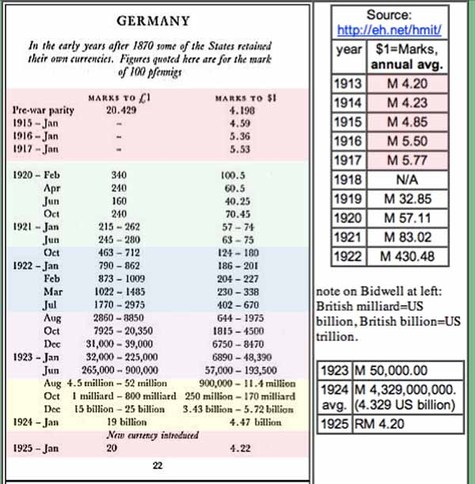 GERMANY
In the early years after 1870 some of the States retained
their own currencies. Figures quoted here are for the mark
of 100 pfennigs
MARKS TO £1 MARKS TO $1
Pre-war parity 20.429 4.198
1915 – Jan – 4.59
1916 – Jan – 5.36
1917 – Jan – 5.53
1920 – Feb 340 100.5
Apr 240 60.5
Jun 160 40.25
Oct 240 70.45
1921 – Jan 215 – 262 57 – 74
Jun 245 – 280 63 – 75
Oct 463 – 712 124 – 180
1922 – Jan 790 – 862 186 – 201
Feb 873 – 1009 204 – 227
Mar 1022 – 1485 230 – 338
Jul 1770 – 2975 402 – 670
Aug 2860 – 8850 644 – 1975
Oct 7925 – 20,350 1815 – 4500
Dec 31,000 – 39,000 6750 – 8470
1923 – Jan 32,000 – 225,000 6890 – 48,390
Jun 265,000 – 900,000 57,000 – 193,500
Aug 4.5 million – 52 million 900,000 – 11.4 million
Oct 1 milliard – 800 milliard 250 million – 170 milliard
Dec 15 billion – 25 billion 3.43 billion – 5.72 billion
1924 – Jan 19 billion 4.47 billion
New currency introduced
1925 – Jan 20 4.22
22
Source:
http://eh.net/hmit/
year $1=Marks,
annual avg.
1913 M 4.20
1914 M 4.23
1915 M 4.85
1916 M 5.50
1917 M 5.77
1918 N/A
1919 M 32.85
1920 M 57.11
1921 M 83.02
1922 M 430.48
note on Bidwell at left:
British milliard=US
billion, British billion=US
trillion.
1923 M 50,000.00
1924 M 4,329,000,000.
avg. (4.329 US billion)
1925 RM 4.20